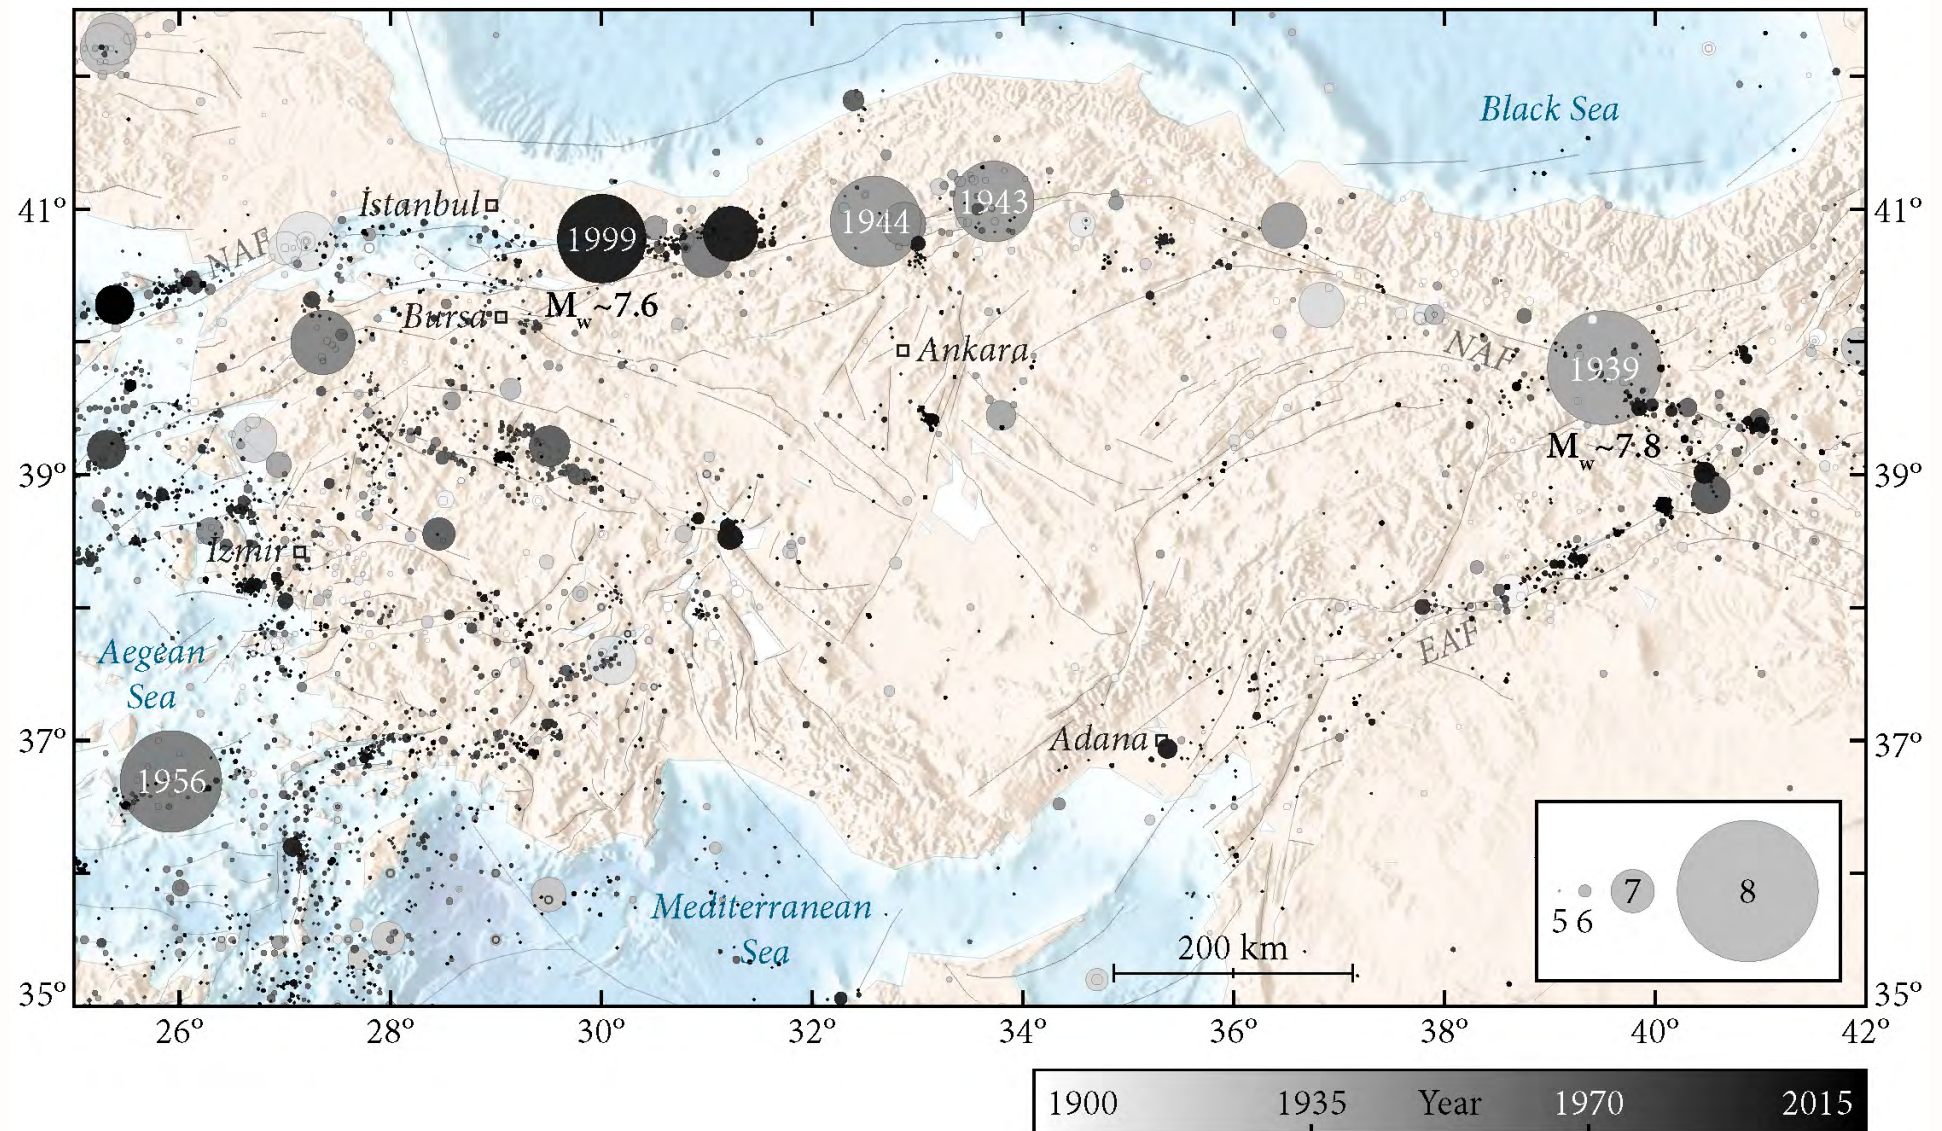 Black Sea
41°
İstanbul
NAF
1999
1944
1943
41°
Mw~7.6
Bursa
Ankara
NAF
1939
Mw~7.8
39°
39°
İzmir
Aegean
Sea
EAF
37°
Adana
37°
1956
Mediterranean
Sea
200 km
5 6 7 8
35°
35°
26° 28° 30° 32° 34° 36° 38° 40° 42°
1900 1935 Year 1970 2015